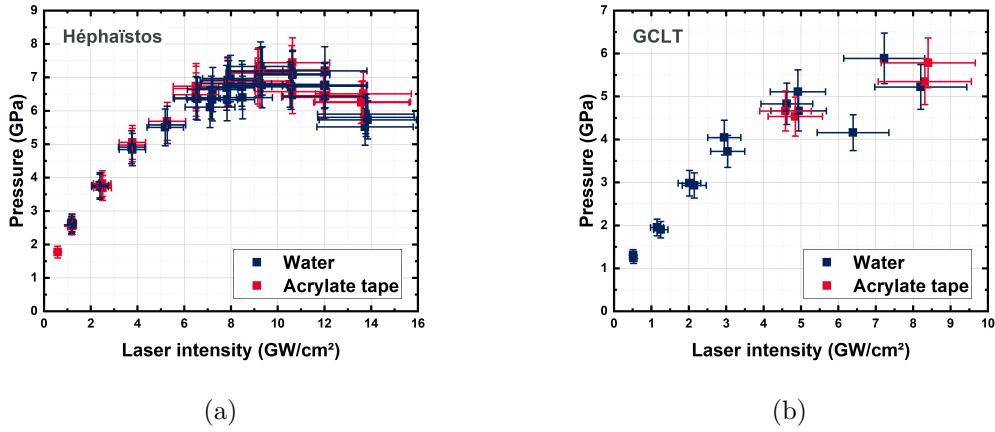 Héphaïstos
Pressure (GPa)
9
8
7
6
5
4
3
2
1
0
Water
Acrylate tape
0 2 4 6 8 10 12 14 16
Laser intensity (GW/cm²)
(a)
GCLT
Pressure (GPa)
7
6
5
4
3
2
1
0
Water
Acrylate tape
0 1 2 3 4 5 6 7 8 9 10
Laser intensity (GW/cm²)
(b)